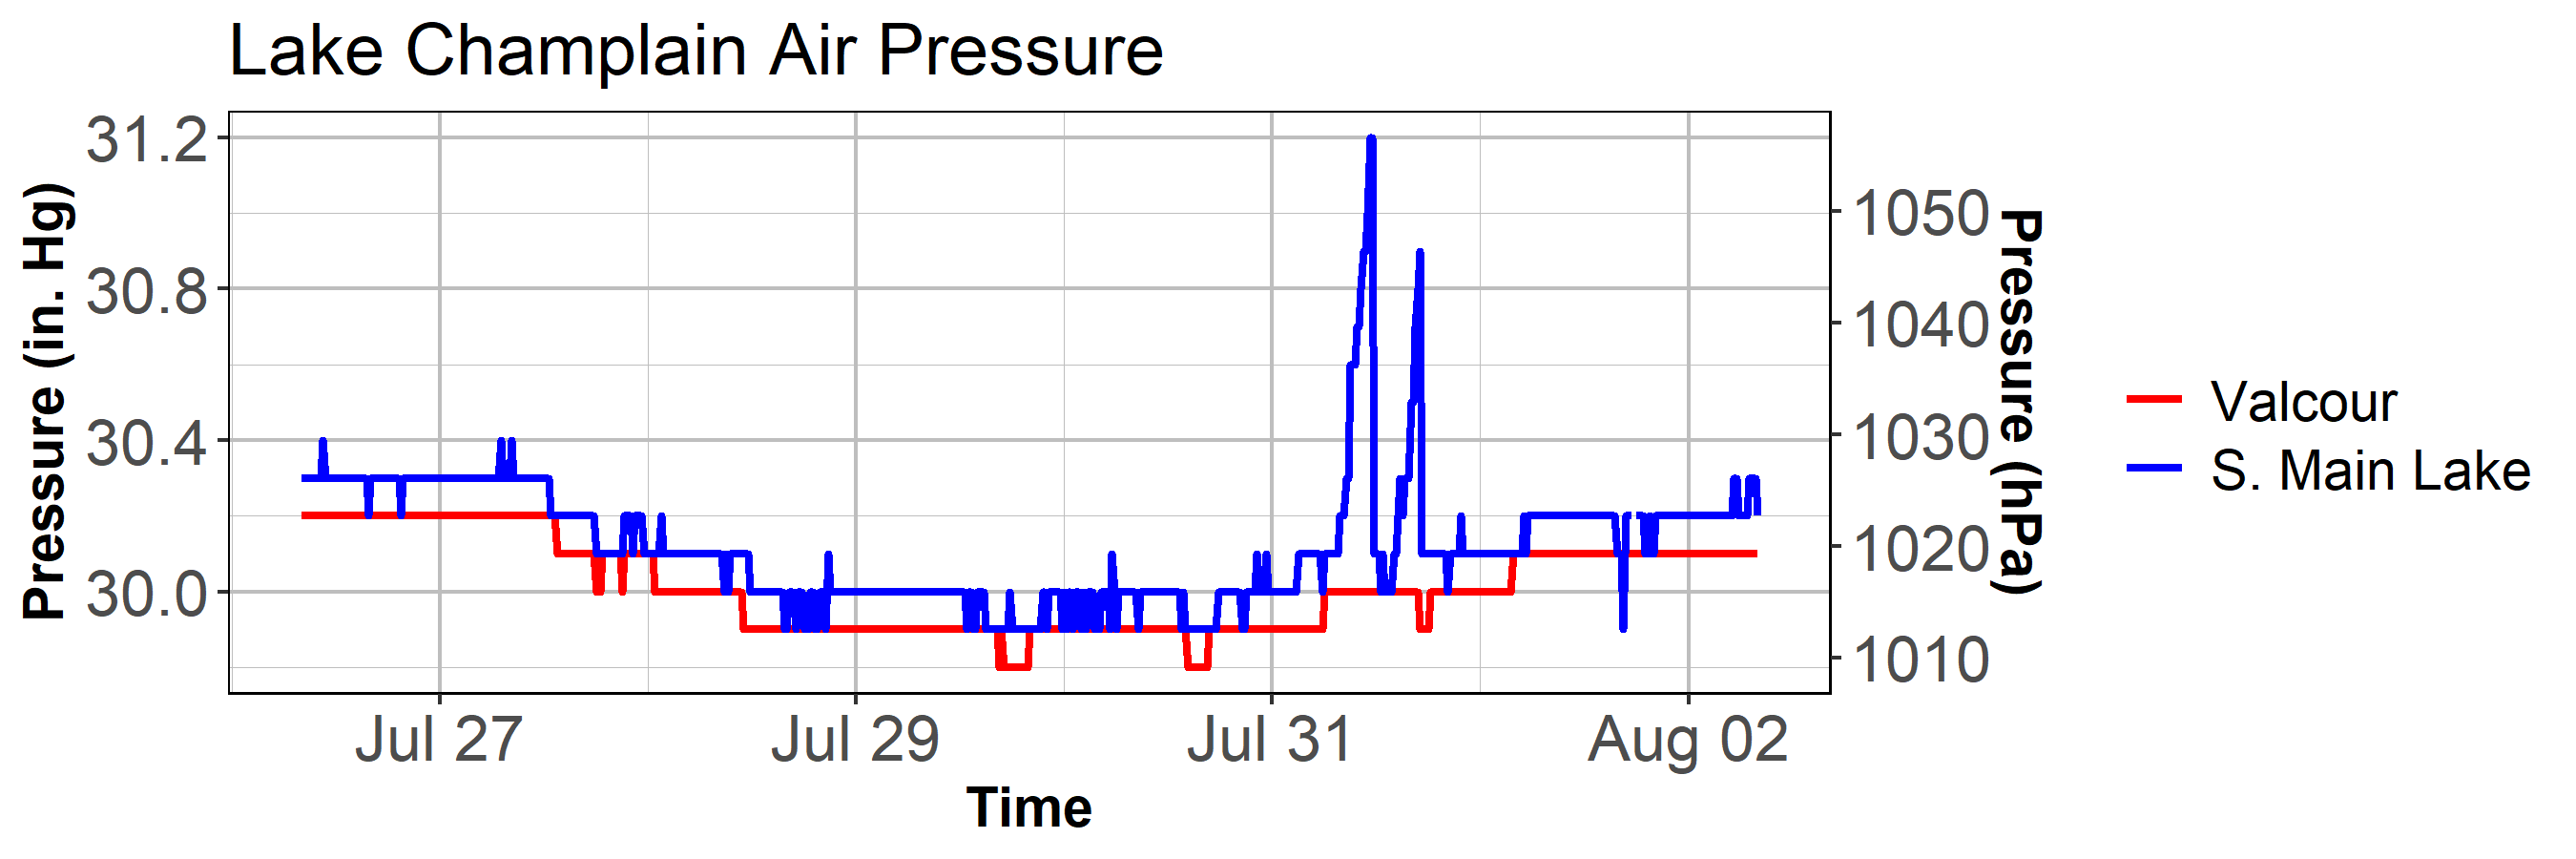 Lake Champlain Air Pressure
31.2
30.8
30.4
30.0
Pressure (in. Hg)
1050
1040
1030
1020
1010
Pressure (hPa)
Jul 27
Jul 29
Jul 31
Aug 02
Time
Valcour
S. Main Lake